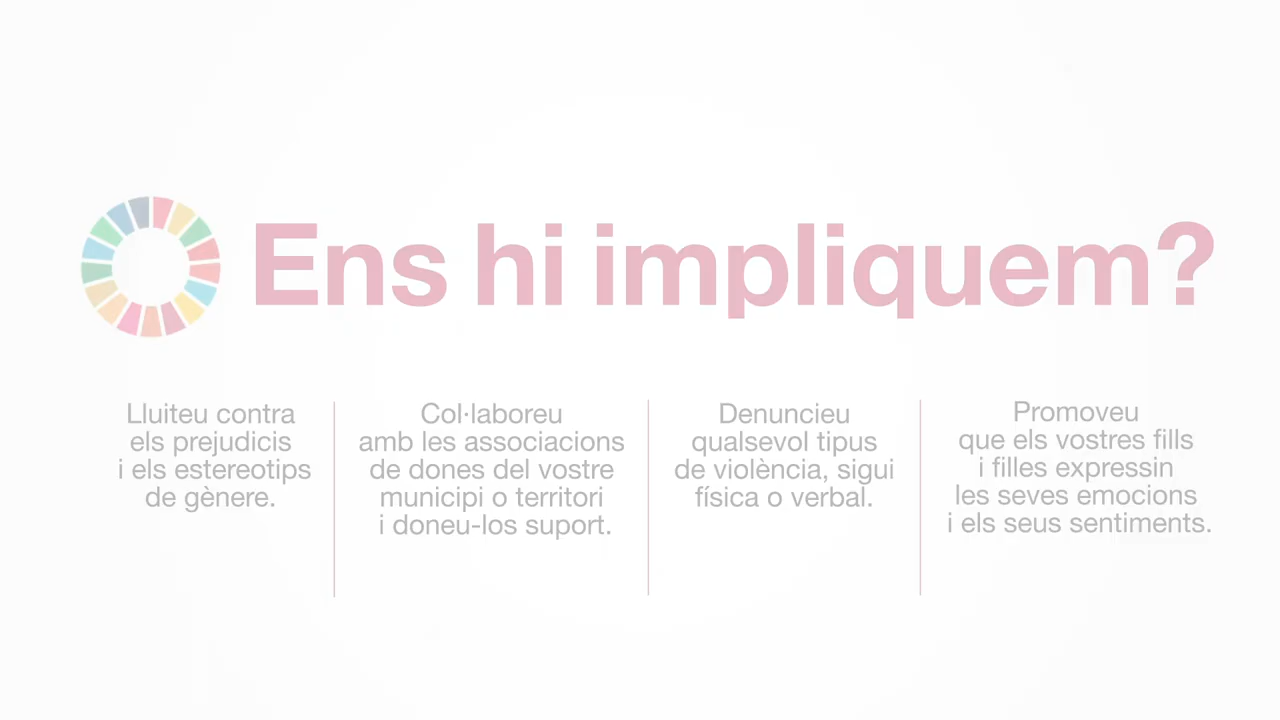 Ens hi impliquem?
Lluiteu contra
els prejudicis
i els estereotips
de gènere.
Col·laboreu
amb les associacions
de dones del vostre
municipi o territori
i doneu-los suport.
Denuncieu
qualsevol tipus
de violència, sigui
física o verbal.
Promoveu
que els vostres fills
i filles expressin
les seves emocions
i els seus sentiments.